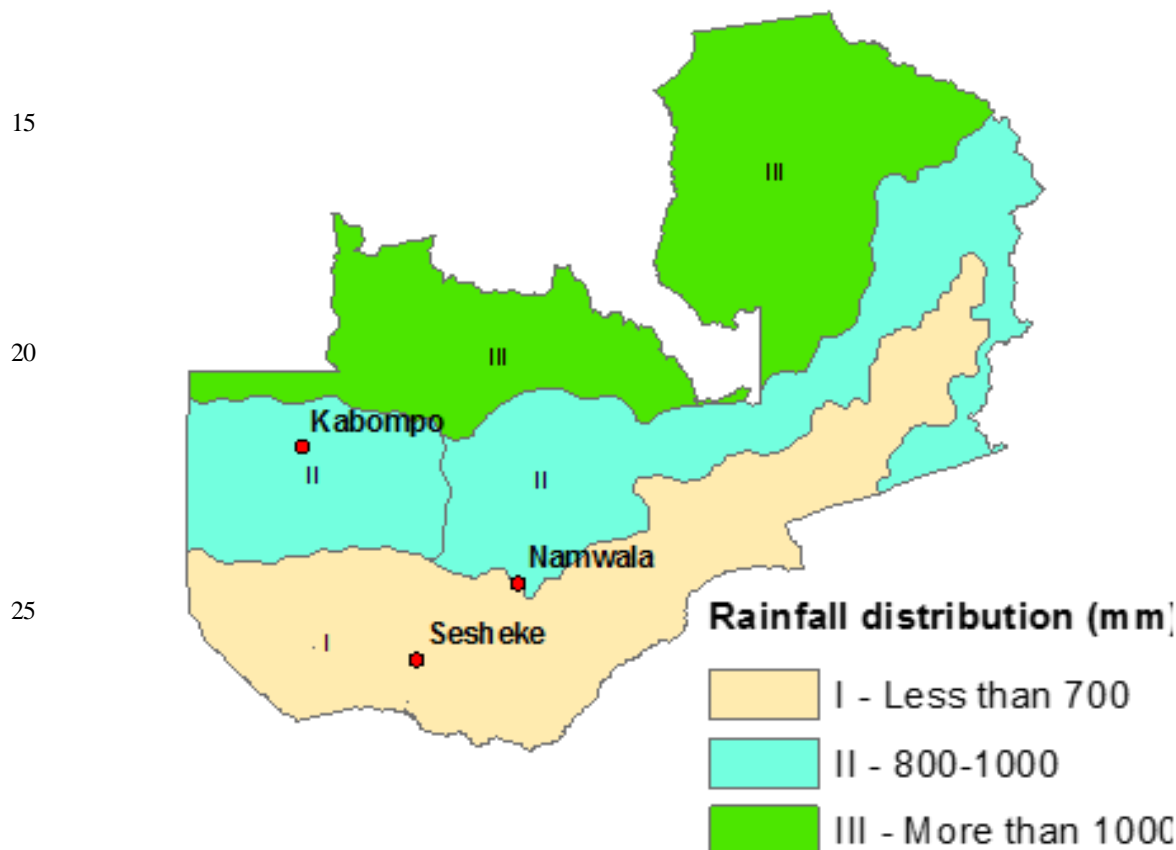 15
III
20
III
Kabompo
II
II
Namwala
25
Rainfall distribution (mm)
Sesheke
I
I - Less than 700
II - 800-1000
III - More than 1000